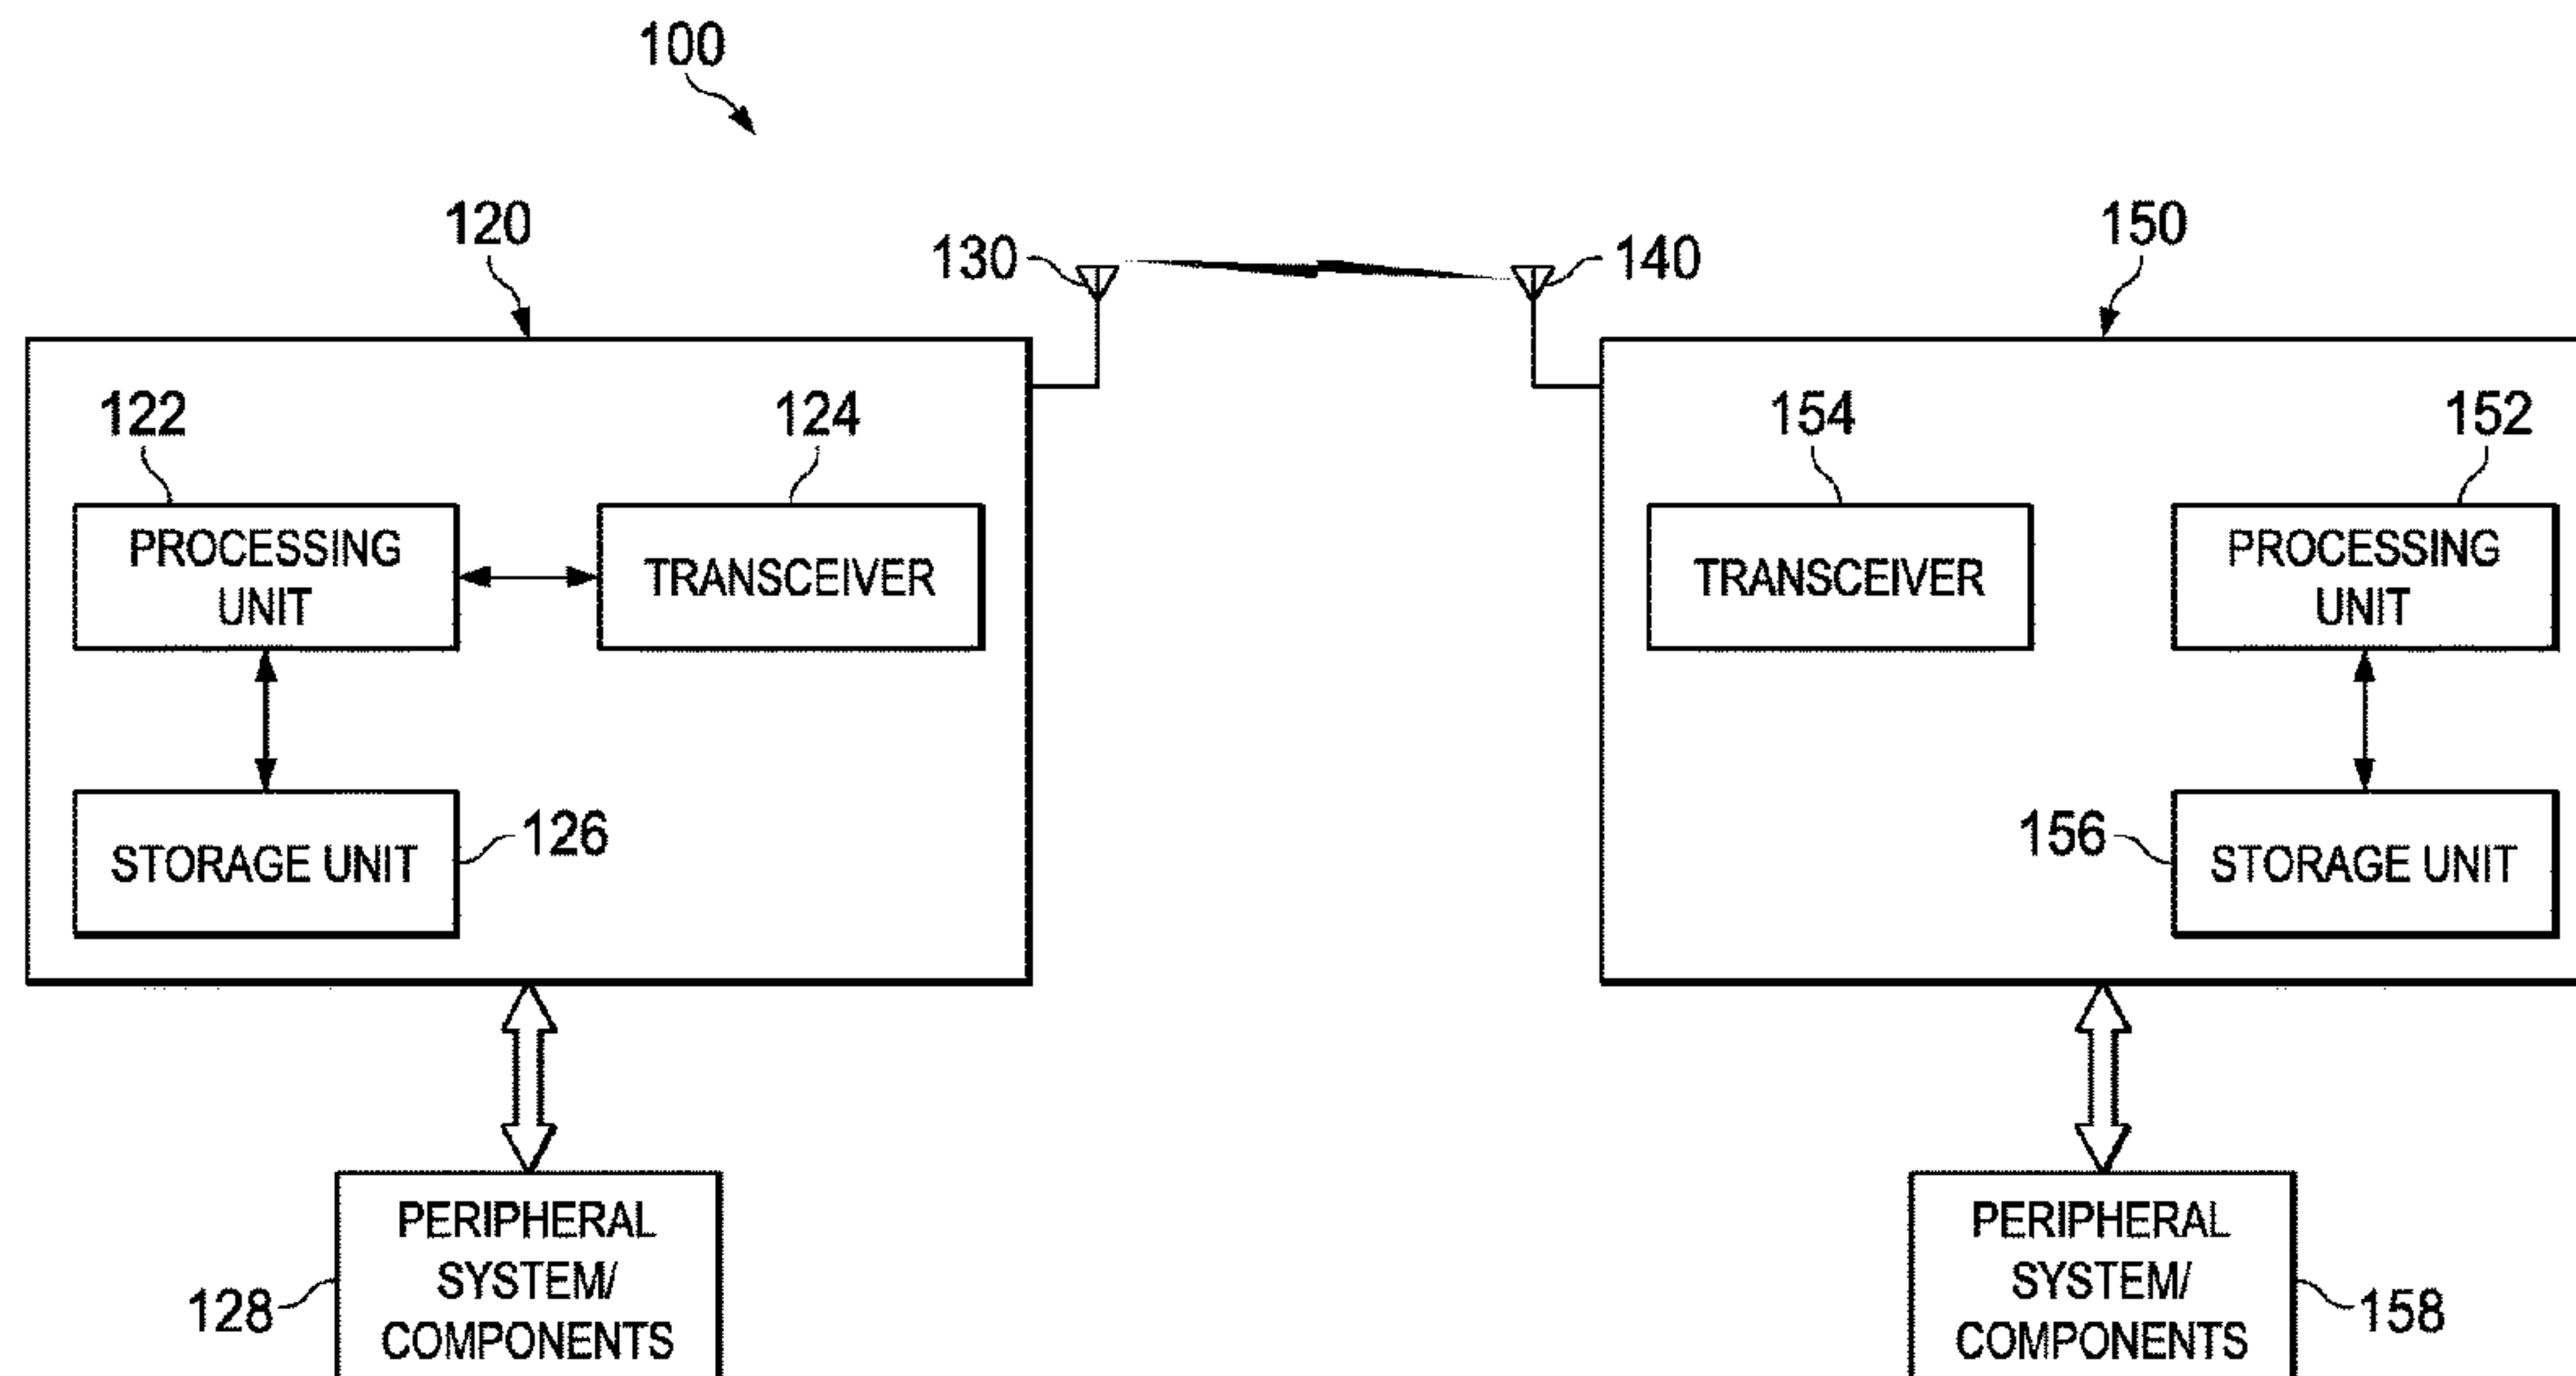 100
120
130
140
150
122
124
154
152
PROCESSING
UNIT
TRANSCEIVER
TRANSCEIVER
PROCESSING
UNIT
STORAGE UNIT
126
156
STORAGE UNIT
PERIPHERAL
SYSTEM/
COMPONENTS
128
PERIPHERAL
SYSTEM/
COMPONENTS
158